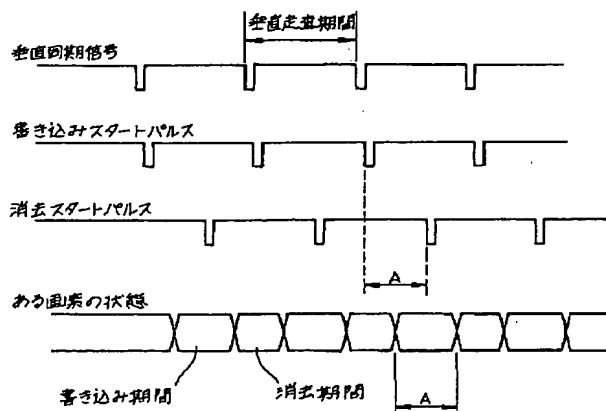 垂直走査期間
垂直同期信号
書き込みスタートパルス
消去スタートパルス
A
ある画素の状態
書き込み期間
消去期間
A